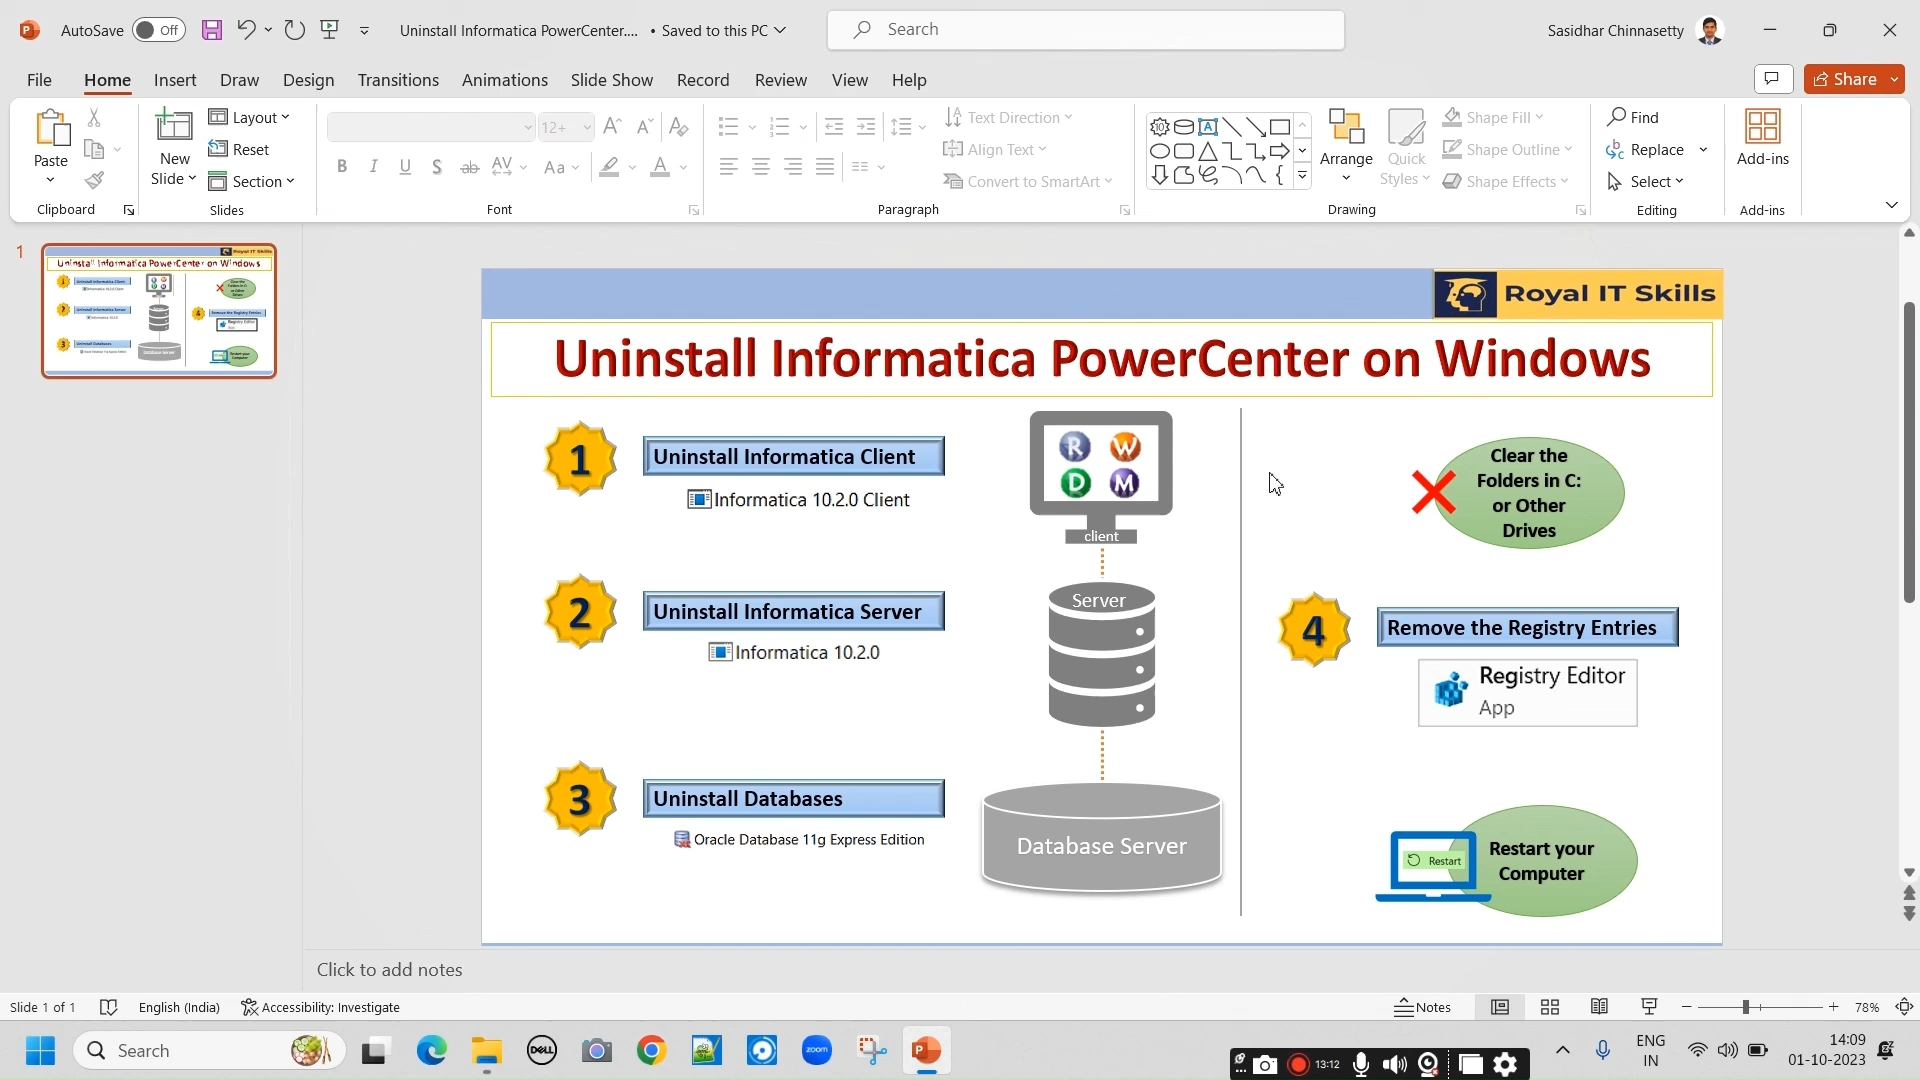 AutoSave Off
Uninstall Informatica PowerCenter.... • Saved to this PC
Search
Sasidhar Chinnasetty
File Home Insert Draw Design Transitions Animations Slide Show Record Review View Help
Share
Paste
Clipboard
New Slide
Layout
Reset
Section
Slides
12+
Font
Paragraph
Text Direction
Align Text
Convert to SmartArt
Arrange
Quick Styles
Shape Fill
Shape Outline
Shape Effects
Drawing
Find
Replace
Select
Editing
Add-ins
Add-ins
1
Royal IT Skills
Uninstall Informatica PowerCenter on Windows
1
Uninstall Informatica Client
Informatica 10.2.0 Client
R W
D M
client
2
Uninstall Informatica Server
Informatica 10.2.0
Server
3
Uninstall Databases
Oracle Database 11g Express Edition
Database Server
Clear the
Folders in C:
or Other
Drives
4
Remove the Registry Entries
Registry Editor
App
Restart
Restart your
Computer
Click to add notes
Slide 1 of 1
English (India)
Accessibility: Investigate
Notes
78%
Search
DELL
zoom
13:12
ENG
IN
14:09
01-10-2023